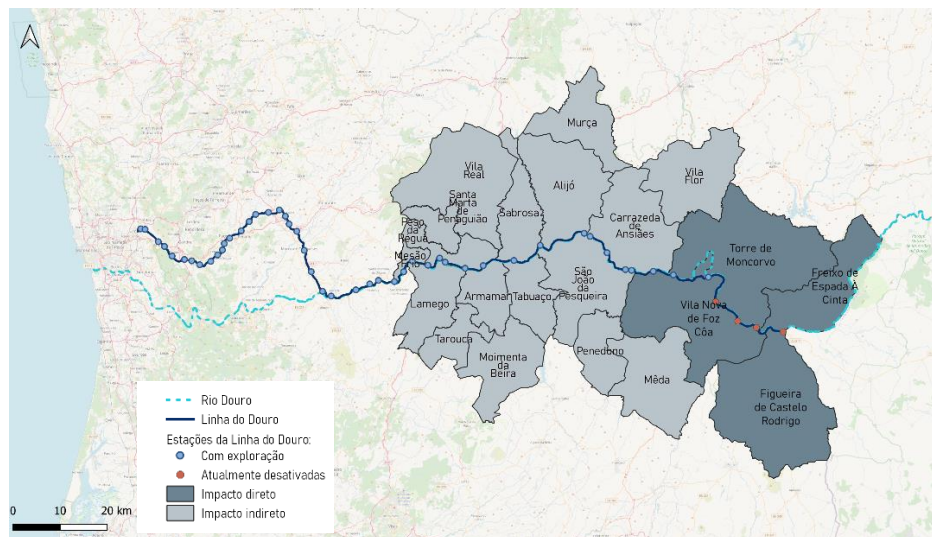 Murça
Vila
Real
Vila
Flor
Alijó
Santa
Marta
de
Penaguião
Sabrosa
Carrazeda
de
Ansiães
Peso
da
Régua
Mesão
Frio
Torre de
Moncorvo
Freixo de
Espada À
Cinta
São
João da
Pesqueira
Lamego
Armamar
Tabuaço
Vila Nova
de Foz
Côa
Tarouca
Moimenta
da
Beira
Penedono
Mêda
Figueira
de Castelo
Rodrigo
Rio Douro
Linha do Douro
Estações da Linha do Douro:
Com exploração
Atualmente desativadas
Impacto direto
Impacto indireto
0 10 20 km